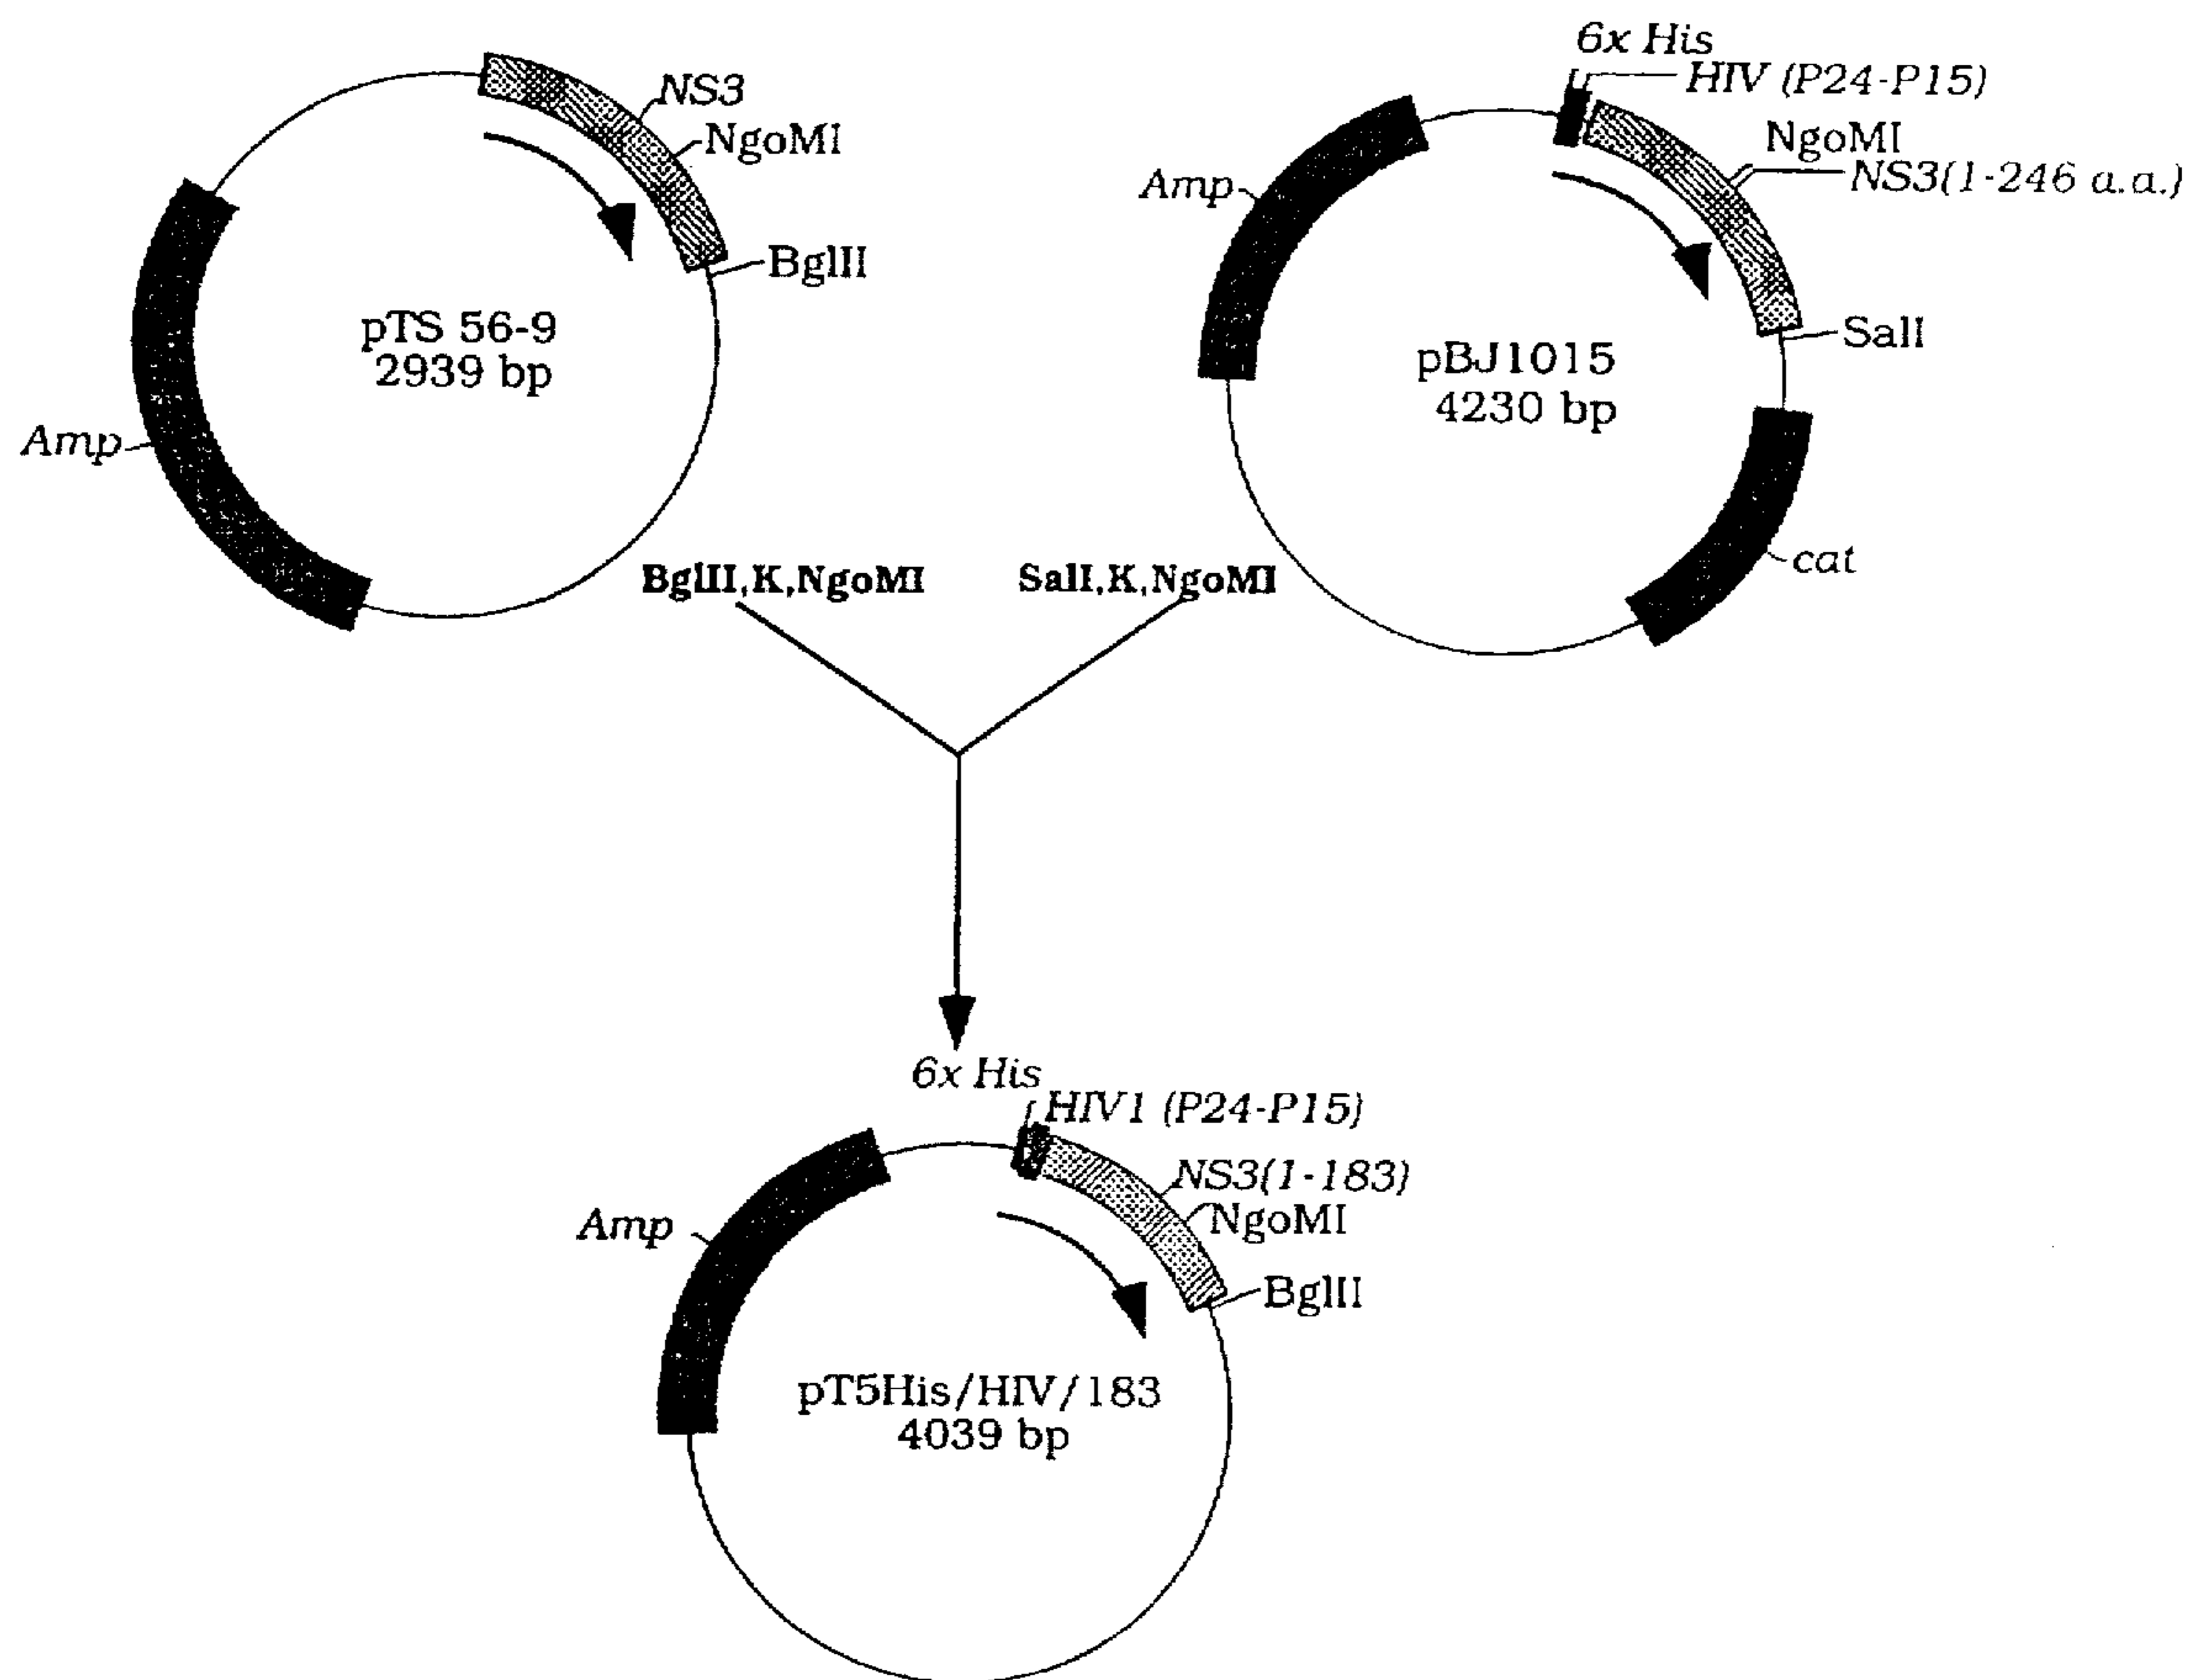 NS3
NgoMI
BglII
pTS 56-9
2939 bp
Amp
6x His
HIV (P24-P15)
NgoMI
NS3(1-246 a.a.)
Amp
SalI
pBJ1015
4230 bp
cat
BglII,K,NgoMI
SalI,K,NgoMI
6x His
HIV1 (P24-P15)
NS3(1-183)
NgoMI
Amp
BglII
pT5His/HIV/183
4039 bp